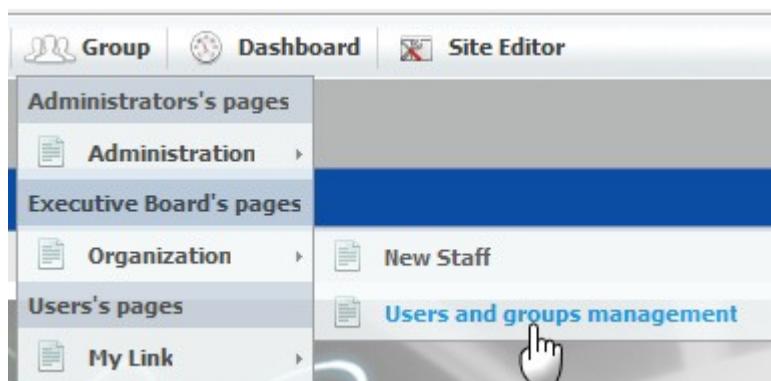 Group Dashboard Site Editor
Administrators's pages
Administration
Executive Board's pages
Organization
New Staff
Users's pages
Users and groups management
My Link